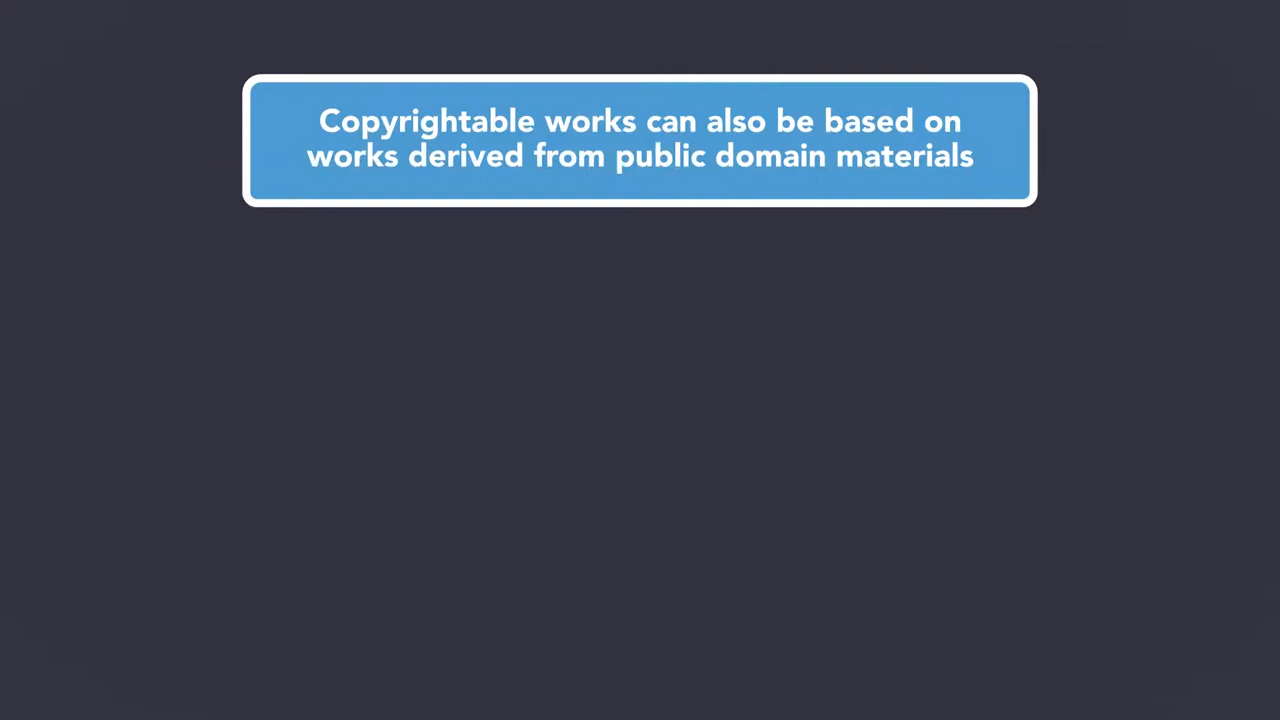 Copyrightable works can also be based on
works derived from public domain materials